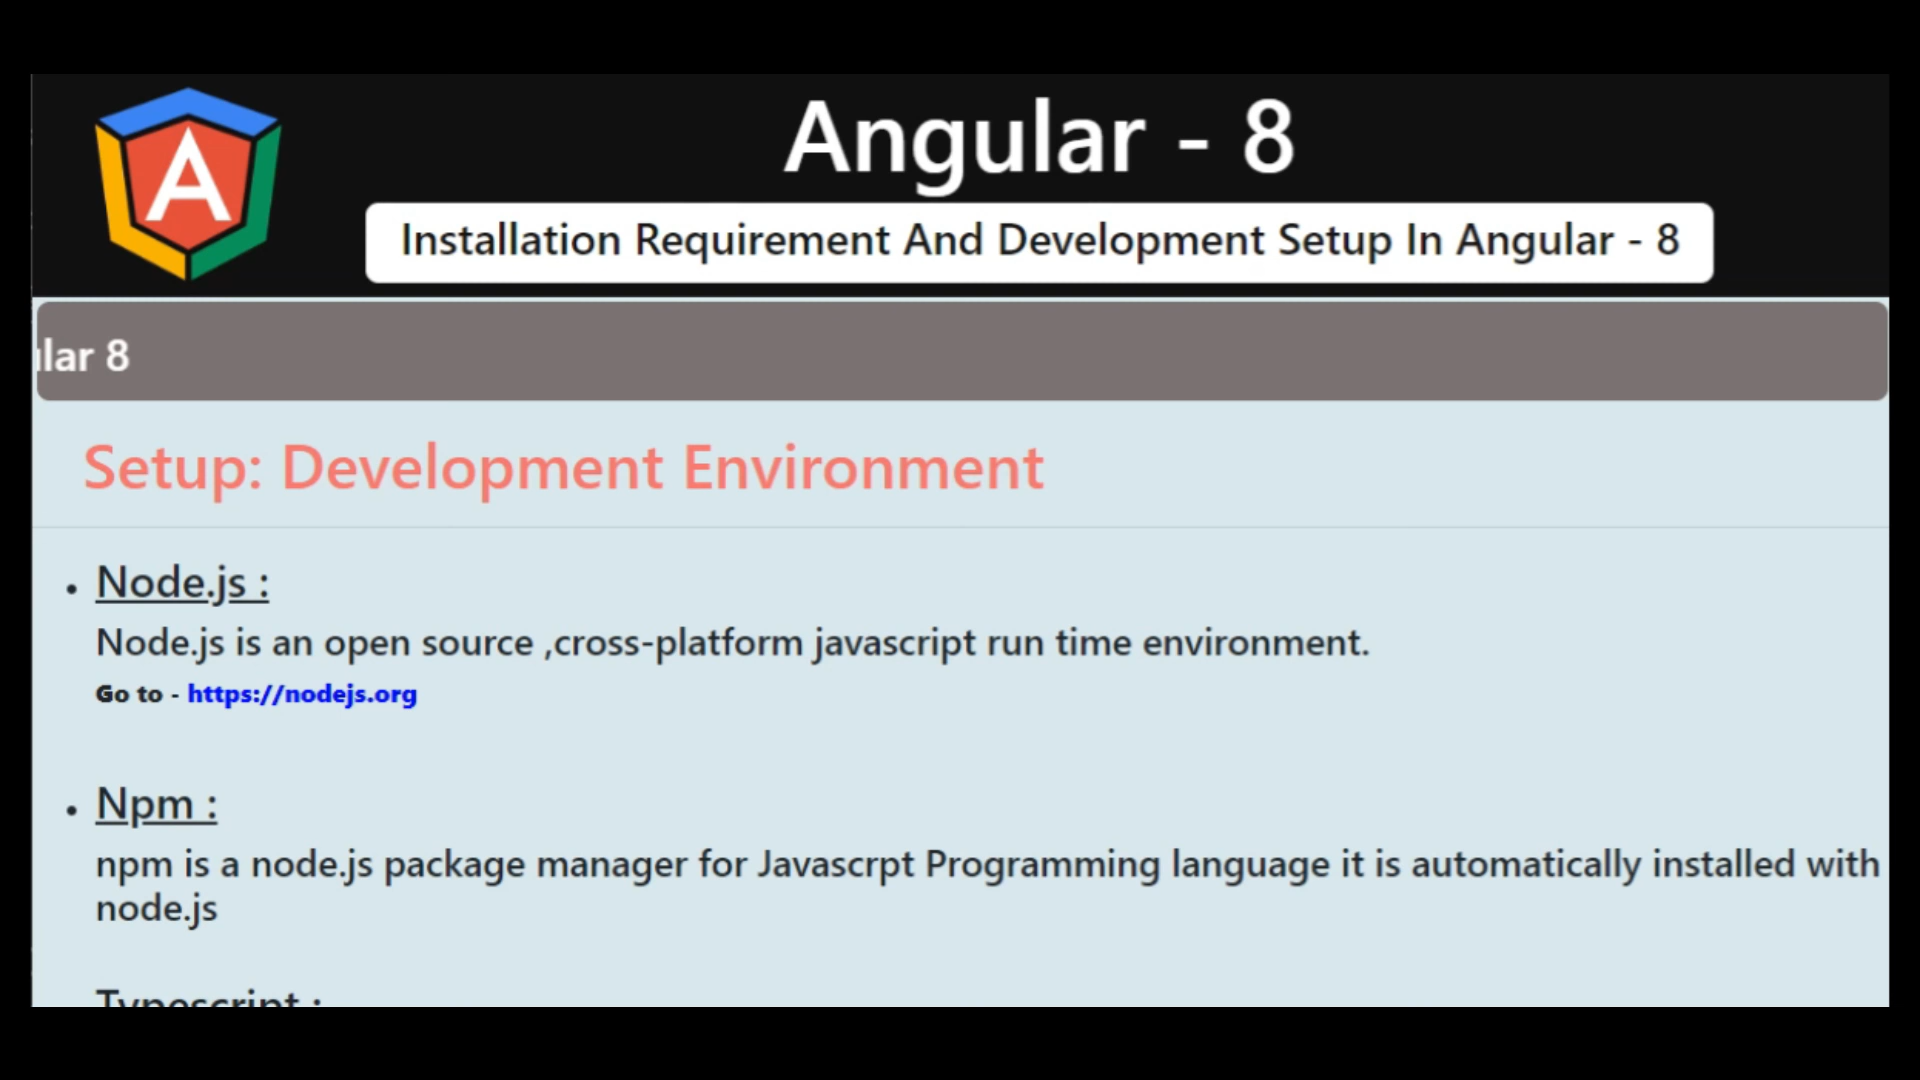 A
Angular - 8
Installation Requirement And Development Setup In Angular - 8
lar 8
Setup: Development Environment
• Node.js :
Node.js is an open source ,cross-platform javascript run time environment.
Go to - https://nodejs.org
• Npm :
npm is a node.js package manager for Javascrpt Programming language it is automatically installed with
node.js
Typescript :